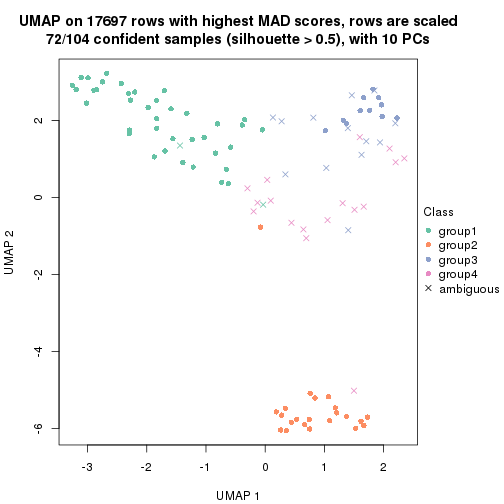 UMAP on 17697 rows with highest MAD scores, rows are scaled
72/104 confident samples (silhouette > 0.5), with 10 PCs
2
0
-2
-4
-6
UMAP 2
-3
-2
-1
0
1
2
UMAP 1
Class
group1
group2
group3
group4
ambiguous